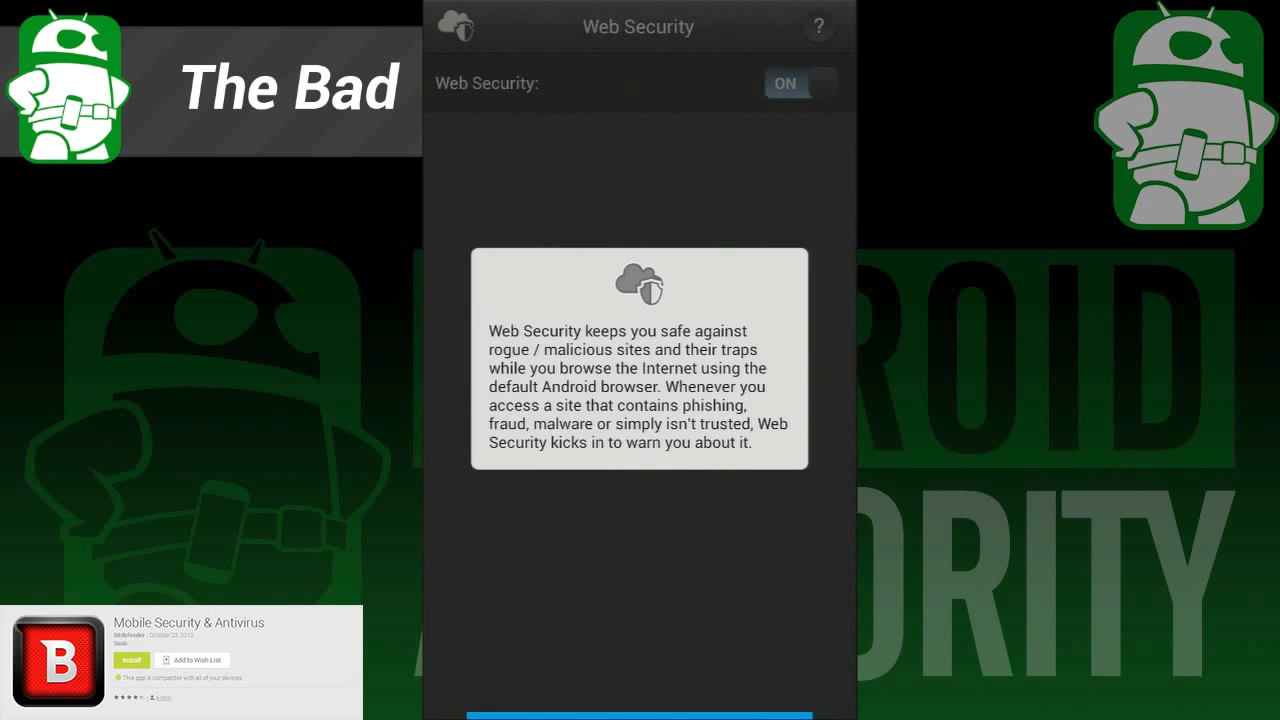 The Bad
Web Security
?
Web Security:
ON
Web Security keeps you safe against
rogue / malicious sites and their traps
while you browse the Internet using the
default Android browser. Whenever you
access a site that contains phishing,
fraud, malware or simply isn't trusted, Web
Security kicks in to warn you about it.
ROID
ORITY
A
B
Mobile Security & Antivirus
Bitdefender - October 23, 2013
Tools
Install
Add to Wish List
This app is compatible with all of your devices.